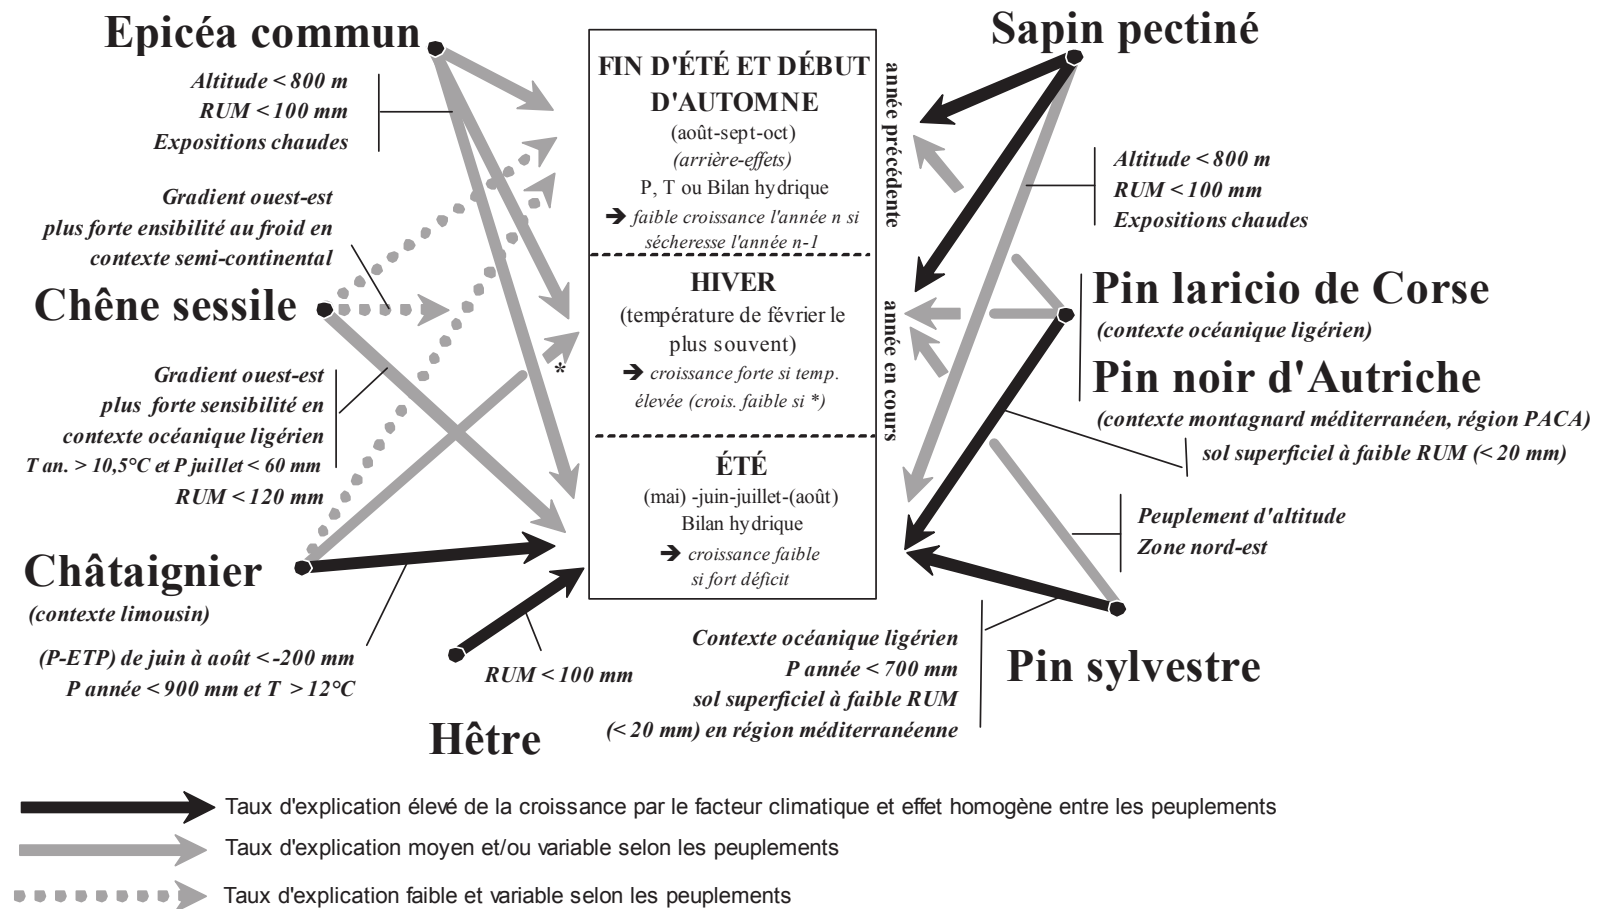 Epicéa commun
Altitude < 800 m
RUM < 100 mm
Expositions chaudes
Gradient ouest-est
plus forte ensibilité au froid en
contexte semi-continental
Chêne sessile
Gradient ouest-est
plus forte sensibilité en
contexte océanique ligérien
T an. > 10,5°C et P juillet < 60 mm
RUM < 120 mm
Châtaignier
(contexte limousin)
(P-ETP) de juin à août < -200 mm
P année < 900 mm et T > 12°C
Hêtre
RUM < 100 mm
FIN D'ÉTÉ ET DÉBUT
D'AUTOMNE
(août-sept-oct)
(arrière-effets)
P, T ou Bilan hydrique
➔ faible croissance l'année n si
sécheresse l'année n-1
HIVER
(température de février le
plus souvent)
➔ croissance forte si temp.
élevée (crois. faible si *)
*
ÉTÉ
(mai) -juin-juillet-(août)
Bilan hydrique
➔ croissance faible
si fort déficit
année précédente
année en cours
Sapin pectiné
Altitude < 800 m
RUM < 100 mm
Expositions chaudes
Pin laricio de Corse
(contexte océanique ligérien)
Pin noir d'Autriche
(contexte montagnard méditerranéen, région PACA)
sol superficiel à faible RUM (< 20 mm)
Peuplement d'altitude
Zone nord-est
Pin sylvestre
Contexte océanique ligérien
P année < 700 mm
sol superficiel à faible RUM
(< 20 mm) en région méditerranéenne
Taux d'explication élevé de la croissance par le facteur climatique et effet homogène entre les peuplements
Taux d'explication moyen et/ou variable selon les peuplements
Taux d'explication faible et variable selon les peuplements